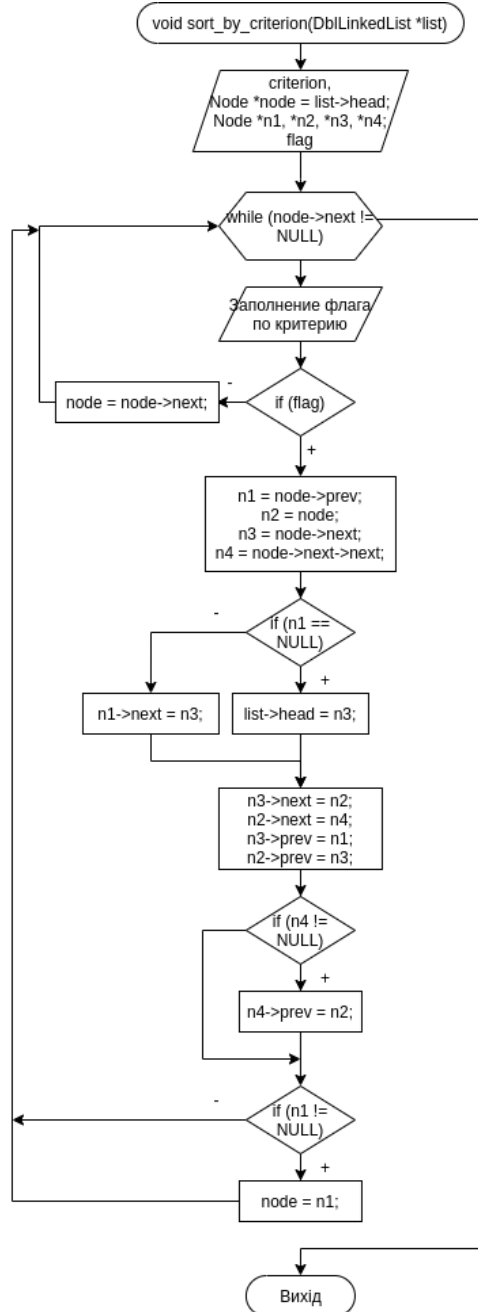 void sort_by_criterion(DblLinkedList *list)
criterion,
Node *node = list->head;
Node *n1, *n2, *n3, *n4;
flag
while (node->next !=
NULL)
Заполнение флага
по критерию
-
node = node->next;
if (flag)
+
n1 = node->prev;
n2 = node;
n3 = node->next;
n4 = node->next->next;
-
if (n1 ==
NULL)
+
n1->next = n3;
list->head = n3;
n3->next = n2;
n2->next = n4;
n3->prev = n1;
n2->prev = n3;
if (n4 !=
NULL)
+
n4->prev = n2;
-
if (n1 !=
NULL)
+
node = n1;
Вихід